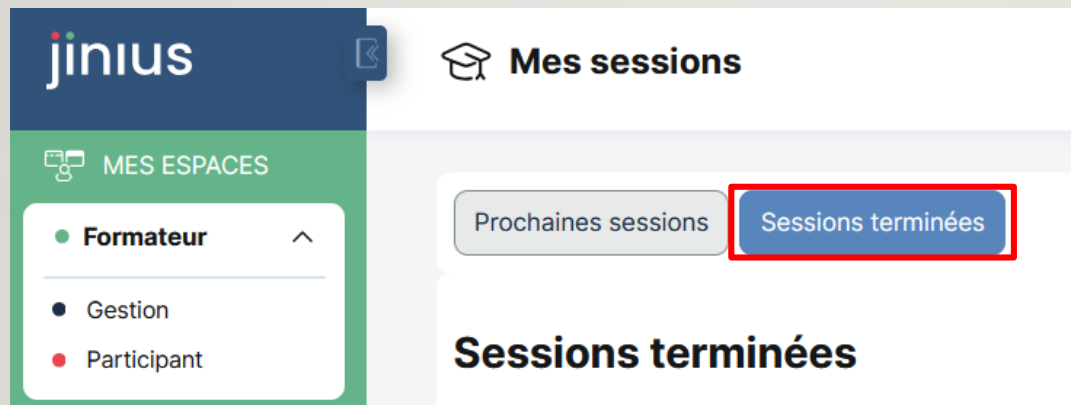 jinius
Mes sessions
MES ESPACES
Formateur
Gestion
Participant
Prochaines sessions
Sessions terminées
Sessions terminées